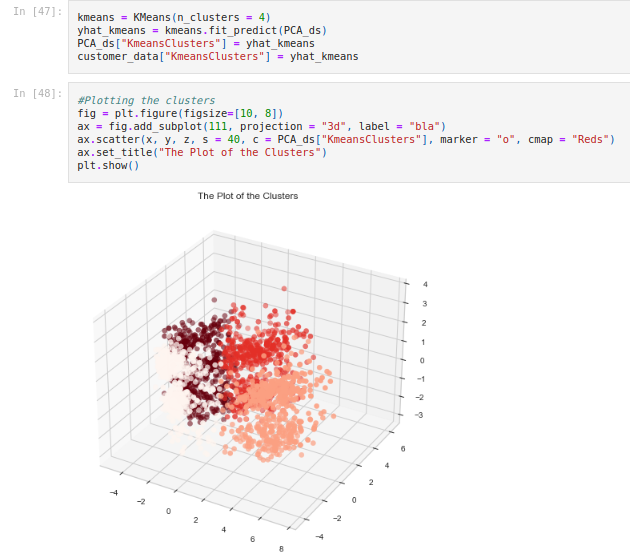 In [47]:
kmeans = KMeans(n_clusters = 4)
yhat_kmeans = kmeans.fit_predict(PCA_ds)
PCA_ds["KmeansClusters"] = yhat_kmeans
customer_data["KmeansClusters"] = yhat_kmeans
In [48]:
#Plotting the clusters
fig = plt.figure(figsize=[10, 8])
ax = fig.add_subplot(111, projection = "3d", label = "bla")
ax.scatter(x, y, z, s = 40, c = PCA_ds["KmeansClusters"], marker = "o", cmap = "Reds")
ax.set_title("The Plot of the Clusters")
plt.show()
The Plot of the Clusters
4
3
2
1
0
−1
−2
−3
6
4
2
0
−2
−4
−4
−2
0
2
4
6
8